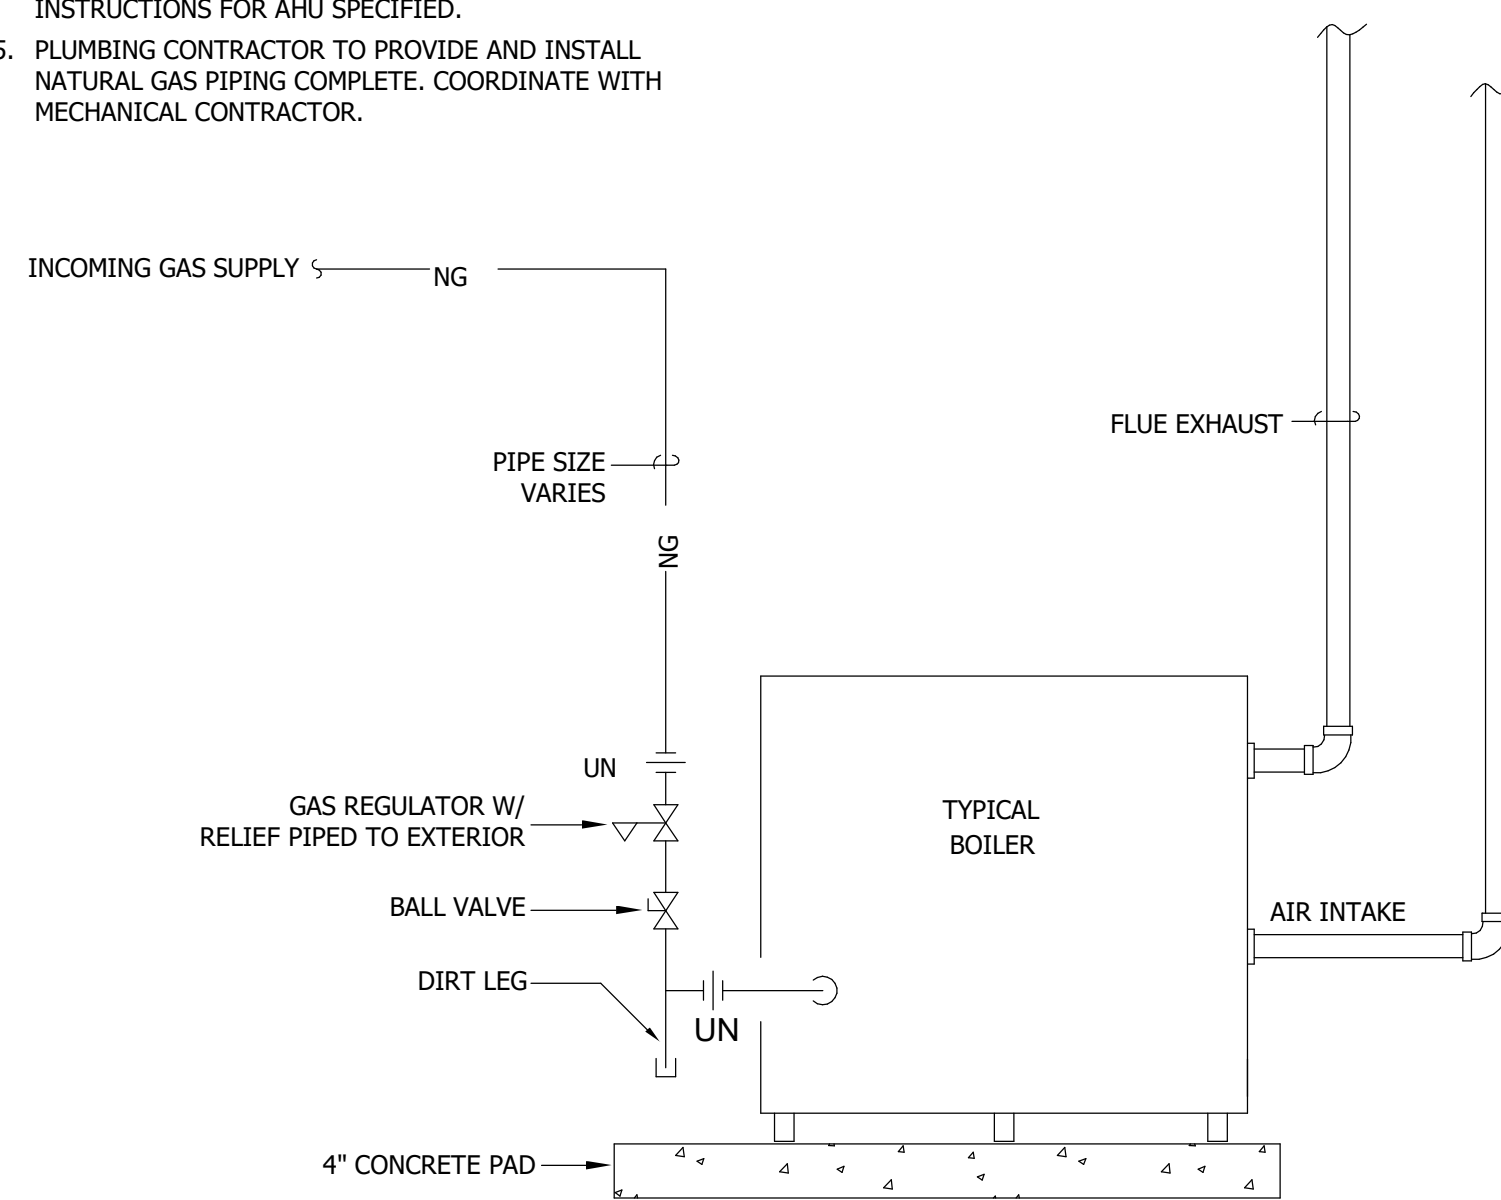 INSTRUCTIONS FOR AHU SPECIFIED.
5. PLUMBING CONTRACTOR TO PROVIDE AND INSTALL
NATURAL GAS PIPING COMPLETE. COORDINATE WITH
MECHANICAL CONTRACTOR.
INCOMING GAS SUPPLY
NG
FLUE EXHAUST
PIPE SIZE
VARIES
NG
UN
GAS REGULATOR W/
RELIEF PIPED TO EXTERIOR
TYPICAL
BOILER
BALL VALVE
AIR INTAKE
DIRT LEG
UN
4" CONCRETE PAD